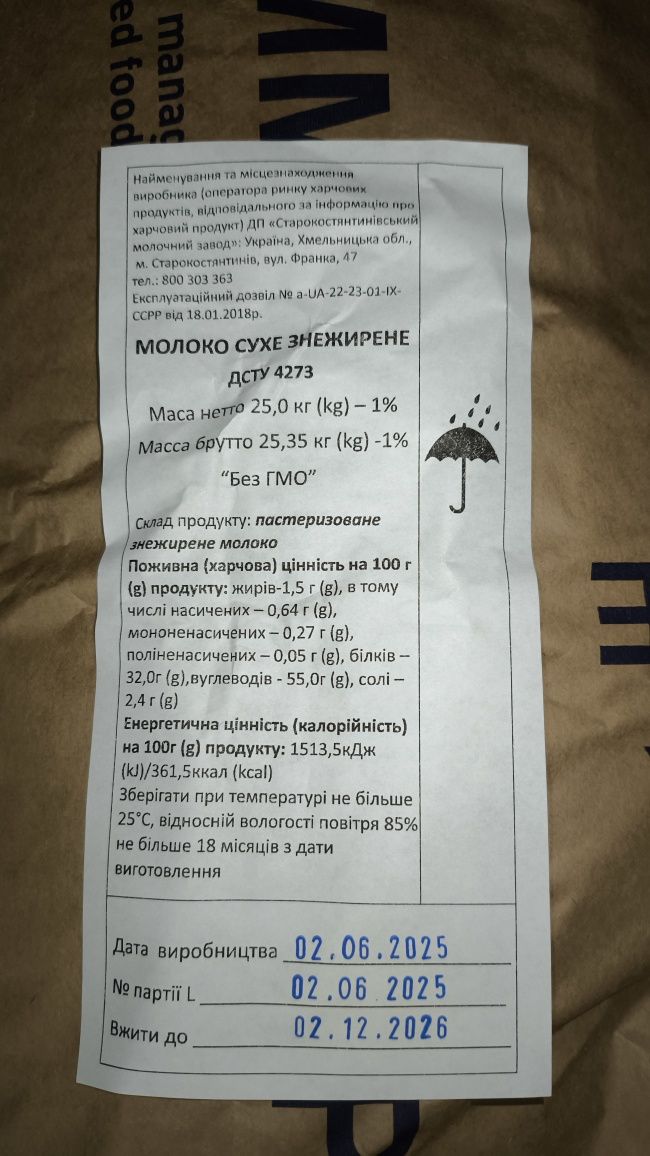 manag
ed food
Найменування та місцезнаходження
виробника (оператора ринку харчових
продуктів, відповідального за інформацію про
харчовий продукт) ДП «Старокостянтинівський
молочний завод»: Україна, Хмельницька обл.,
м. Старокостянтинів, вул. Франка, 47
тел.: 800 303 363
Експлуатаційний дозвіл № a-UA-22-23-01-IX-
ССРР від 18.01.2018р.
МОЛОКО СУХЕ ЗНЕЖИРЕНЕ
ДСТУ 4273
Маса нетто 25,0 кг (kg) – 1%
Масса брутто 25,35 кг (kg) -1%
“Без ГМО”
Склад продукту: пастеризоване
знежирене молоко
Поживна (харчова) цінність на 100 г
(g) продукту: жирів-1,5 г (g), в тому
числі насичених – 0,64 г (g),
мононенасичених – 0,27 г (g),
поліненасичених – 0,05 г (g), білків –
32,0г (g),вуглеводів - 55,0г (g), солі –
2,4 г (g)
Енергетична цінність (калорійність)
на 100г (g) продукту: 1513,5кДж
(kJ)/361,5ккал (kcal)
Зберігати при температурі не більше
25°С, відносній вологості повітря 85%
не більше 18 місяців з дати
виготовлення
Дата виробництва 02.06.2025
№ партії L 02.06 2025
Вжити до 02.12.2026